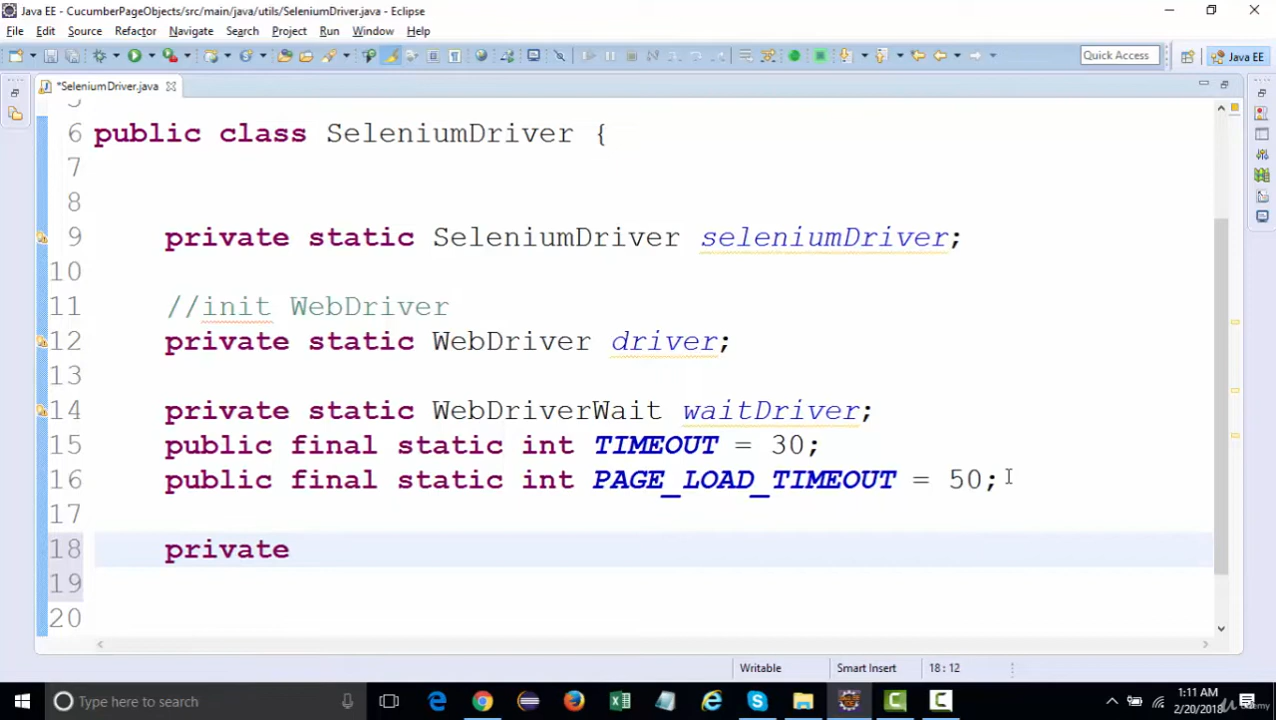 Java EE - CucumberPageObjects/src/main/java/utils/SeleniumDriver.java - Eclipse
File Edit Source Refactor Navigate Search Project Run Window Help
Quick Access
Java EE
*SeleniumDriver.java
5
6 public class SeleniumDriver {
7
8
9 private static SeleniumDriver seleniumDriver;
10
11 //init WebDriver
12 private static WebDriver driver;
13
14 private static WebDriverWait waitDriver;
15 public final static int TIMEOUT = 30;
16 public final static int PAGE_LOAD_TIMEOUT = 50;
17
18 private
19
20
Writable Smart Insert 18 : 12
Type here to search
1:11 AM
2/20/2018